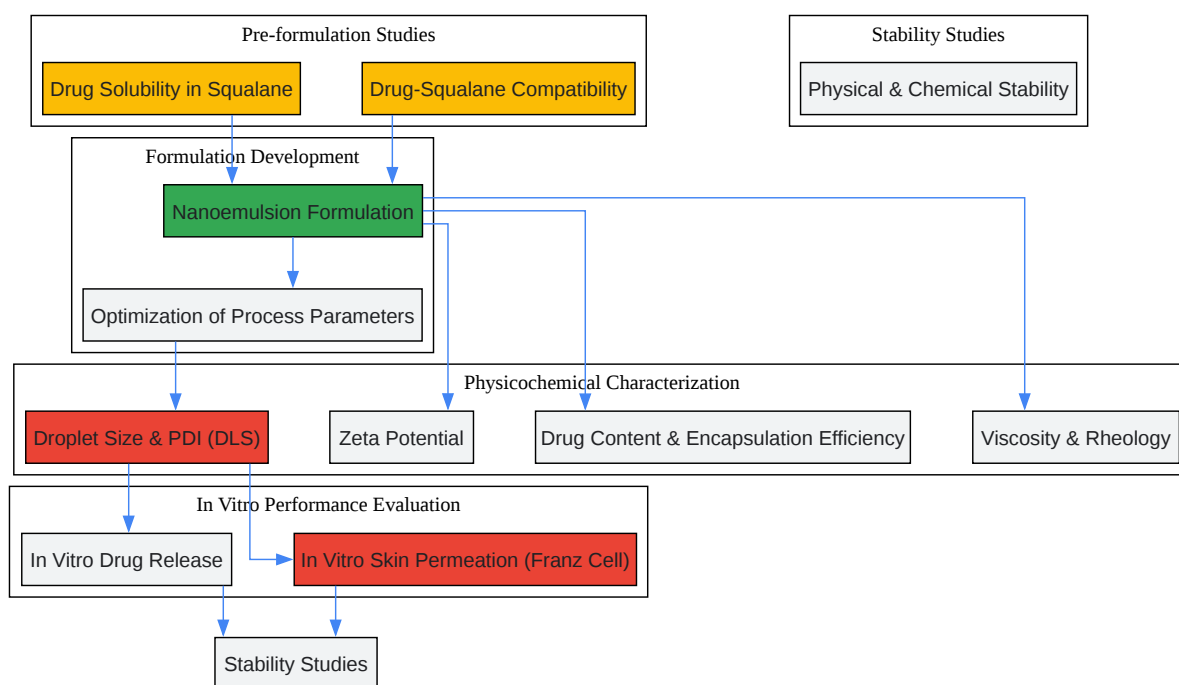 Pre-formulation Studies
Stability Studies
Drug Solubility in Squalane
Drug-Squalane Compatibility
Physical & Chemical Stability
Formulation Development
Nanoemulsion Formulation
Optimization of Process Parameters
Physicochemical Characterization
Droplet Size & PDI (DLS)
Zeta Potential
Drug Content & Encapsulation Efficiency
Viscosity & Rheology
In Vitro Performance Evaluation
In Vitro Drug Release
In Vitro Skin Permeation (Franz Cell)
Stability Studies